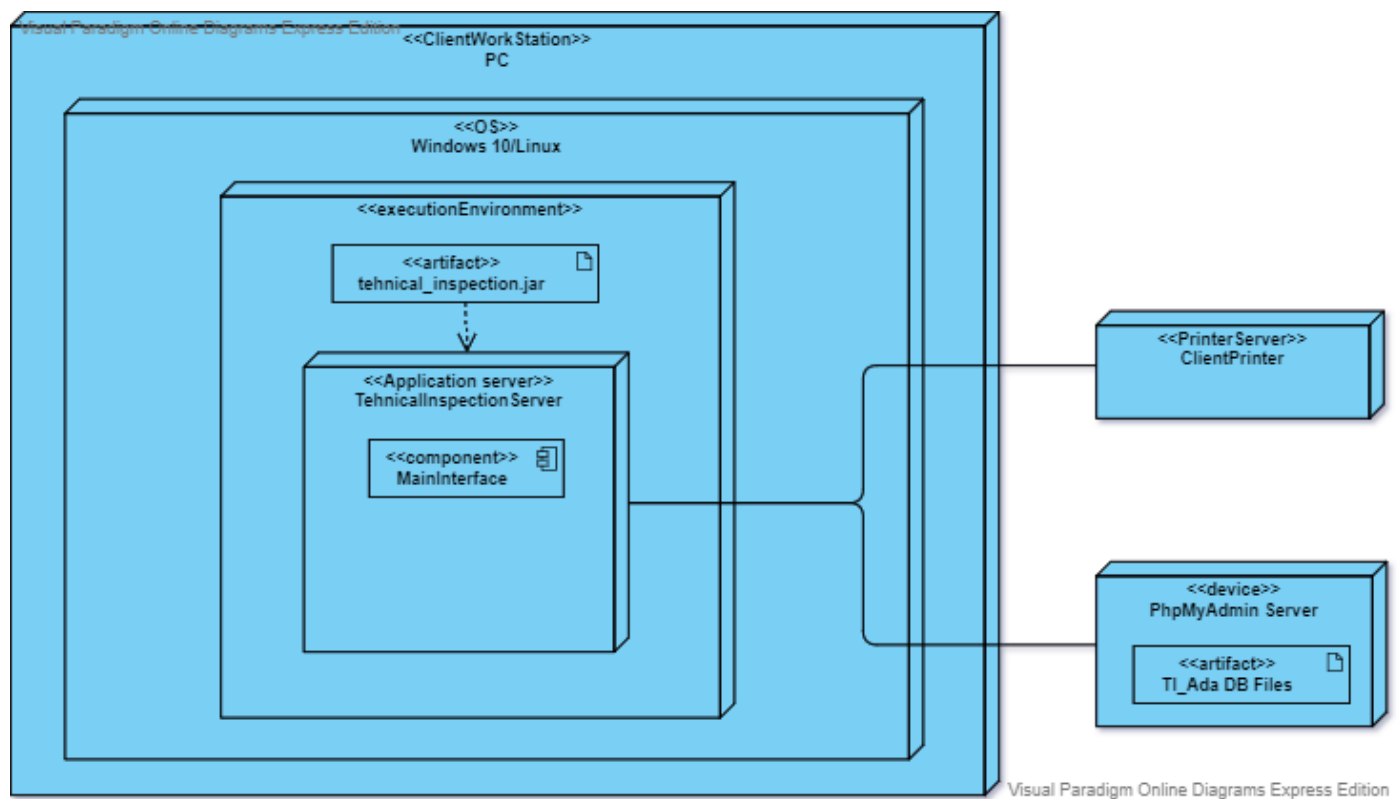 Visual Paradigm Online Diagrams Express Edition
<<ClientWorkStation>>
PC
<<OS>>
Windows 10/Linux
<<executionEnvironment>>
<<artifact>>
tehnical_inspection.jar
<<Application server>>
TehnicalInspectionServer
<<component>>
MainInterface
<<PrinterServer>>
ClientPrinter
<<device>>
PhpMyAdmin Server
<<artifact>>
TI_Ada DB Files
Visual Paradigm Online Diagrams Express Edition